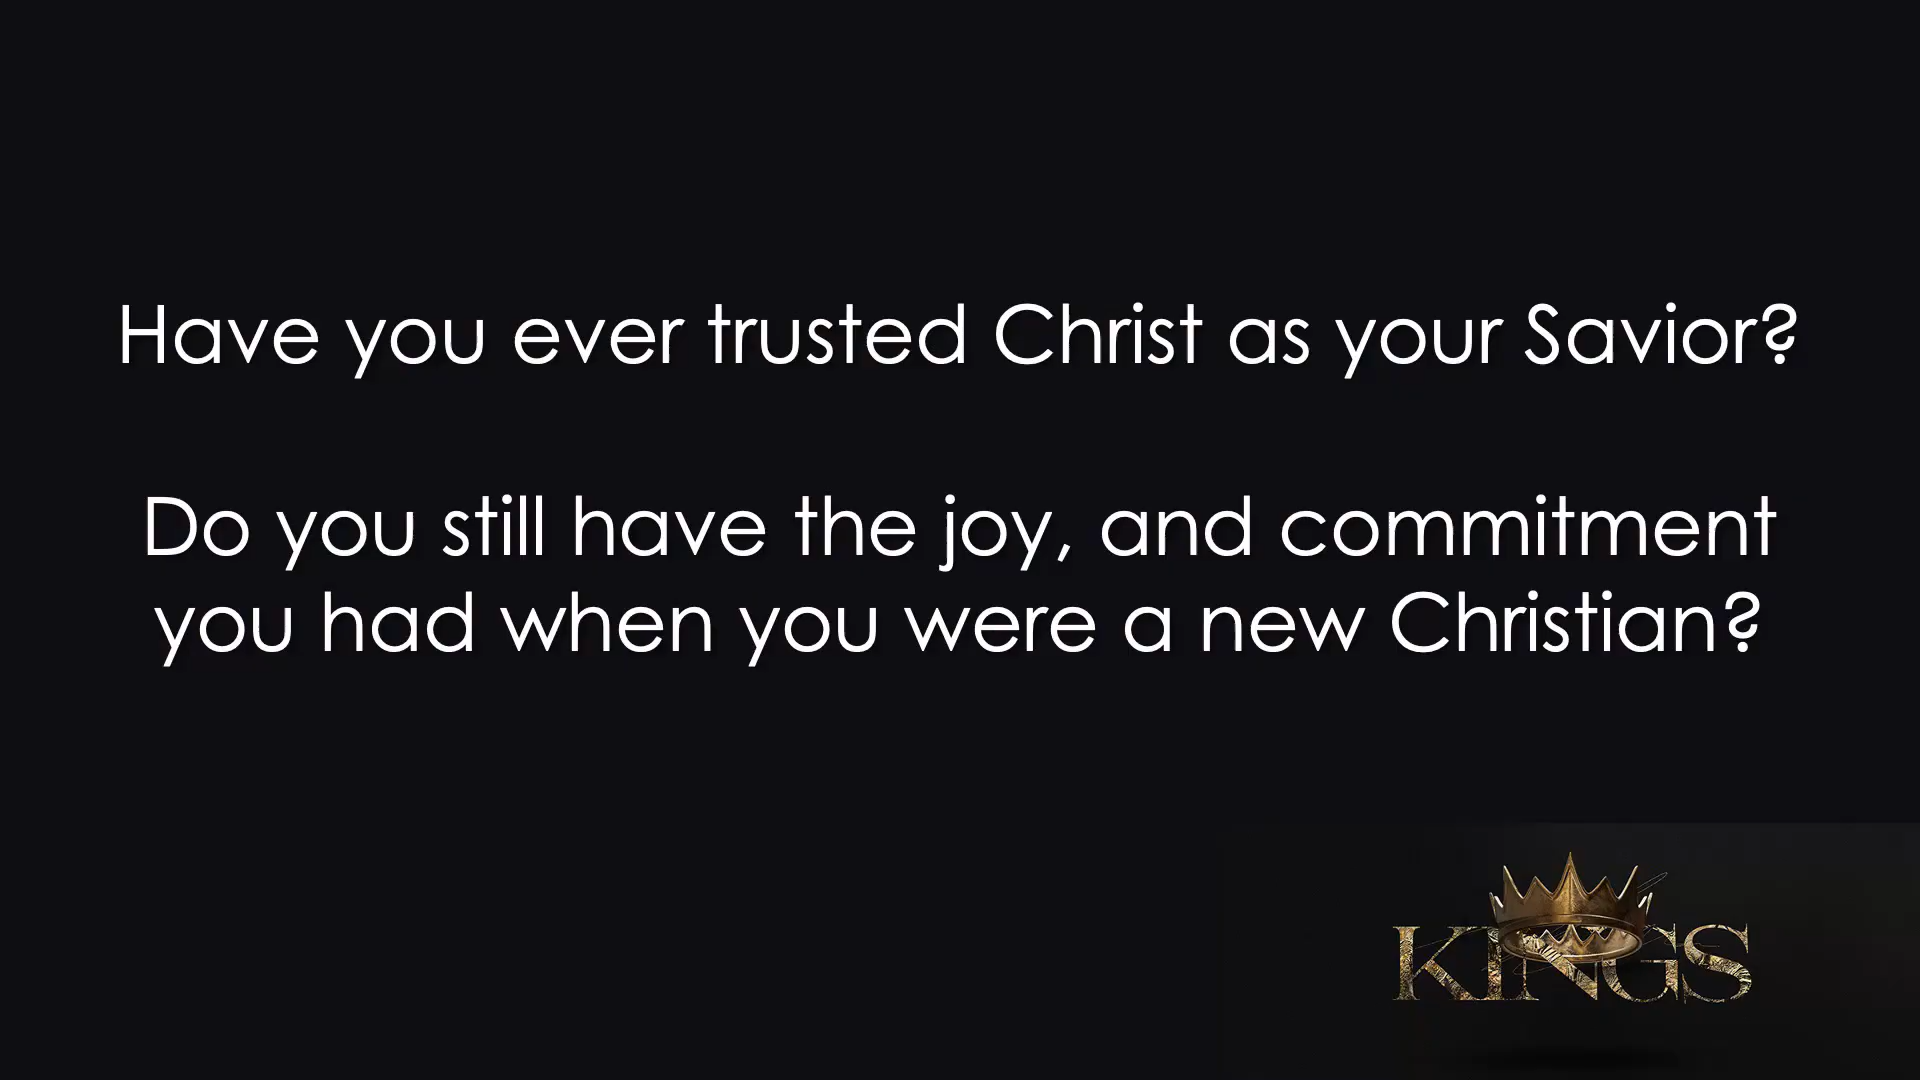 Have you ever trusted Christ as your Savior?
Do you still have the joy, and commitment
you had when you were a new Christian?
KINGS